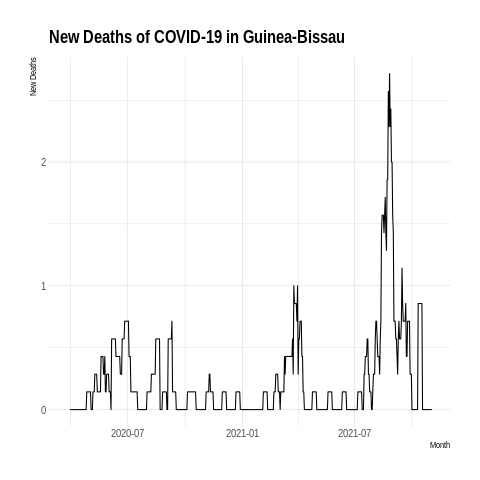 New Deaths of COVID-19 in Guinea-Bissau
New Deaths
2
1
0
2020-07 2021-01 2021-07
Month